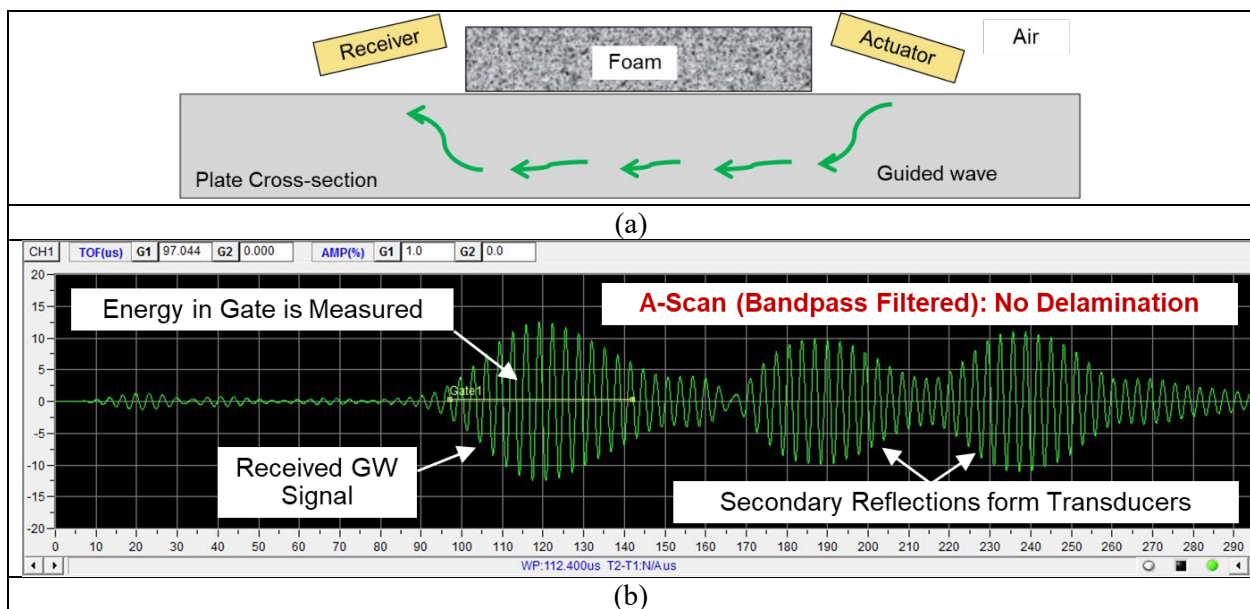 Receiver
Foam
Actuator
Air
Plate Cross-section
Guided wave
(a)
CH1 TOF(us) G1 97.044 G2 0.000 AMP(%) G1 1.0 G2 0.0
20
15
10
5
0
-5
-10
-15
-20
Energy in Gate is Measured
A-Scan (Bandpass Filtered): No Delamination
Gate1
Received GW
Signal
Secondary Reflections form Transducers
0 10 20 30 40 50 60 70 80 90 100 110 120 130 140 150 160 170 180 190 200 210 220 230 240 250 260 270 280 290
WP:112.400us T2-T1:N/A us
(b)